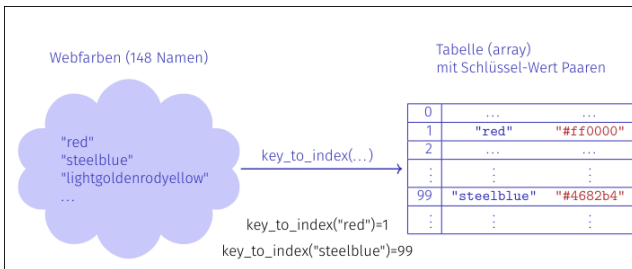 Webfarben (148 Namen)
"red"
"steelblue"
"lightgoldenrodyellow"
...
key_to_index(...)
key_to_index("red")=1
key_to_index("steelblue")=99
Tabelle (array)
mit Schlüssel-Wert Paaren
0 ... ...
1 "red" "#ff0000"
2 ... ...
⋮ ⋮ ⋮
99 "steelblue" "#4682b4"
⋮ ⋮ ⋮